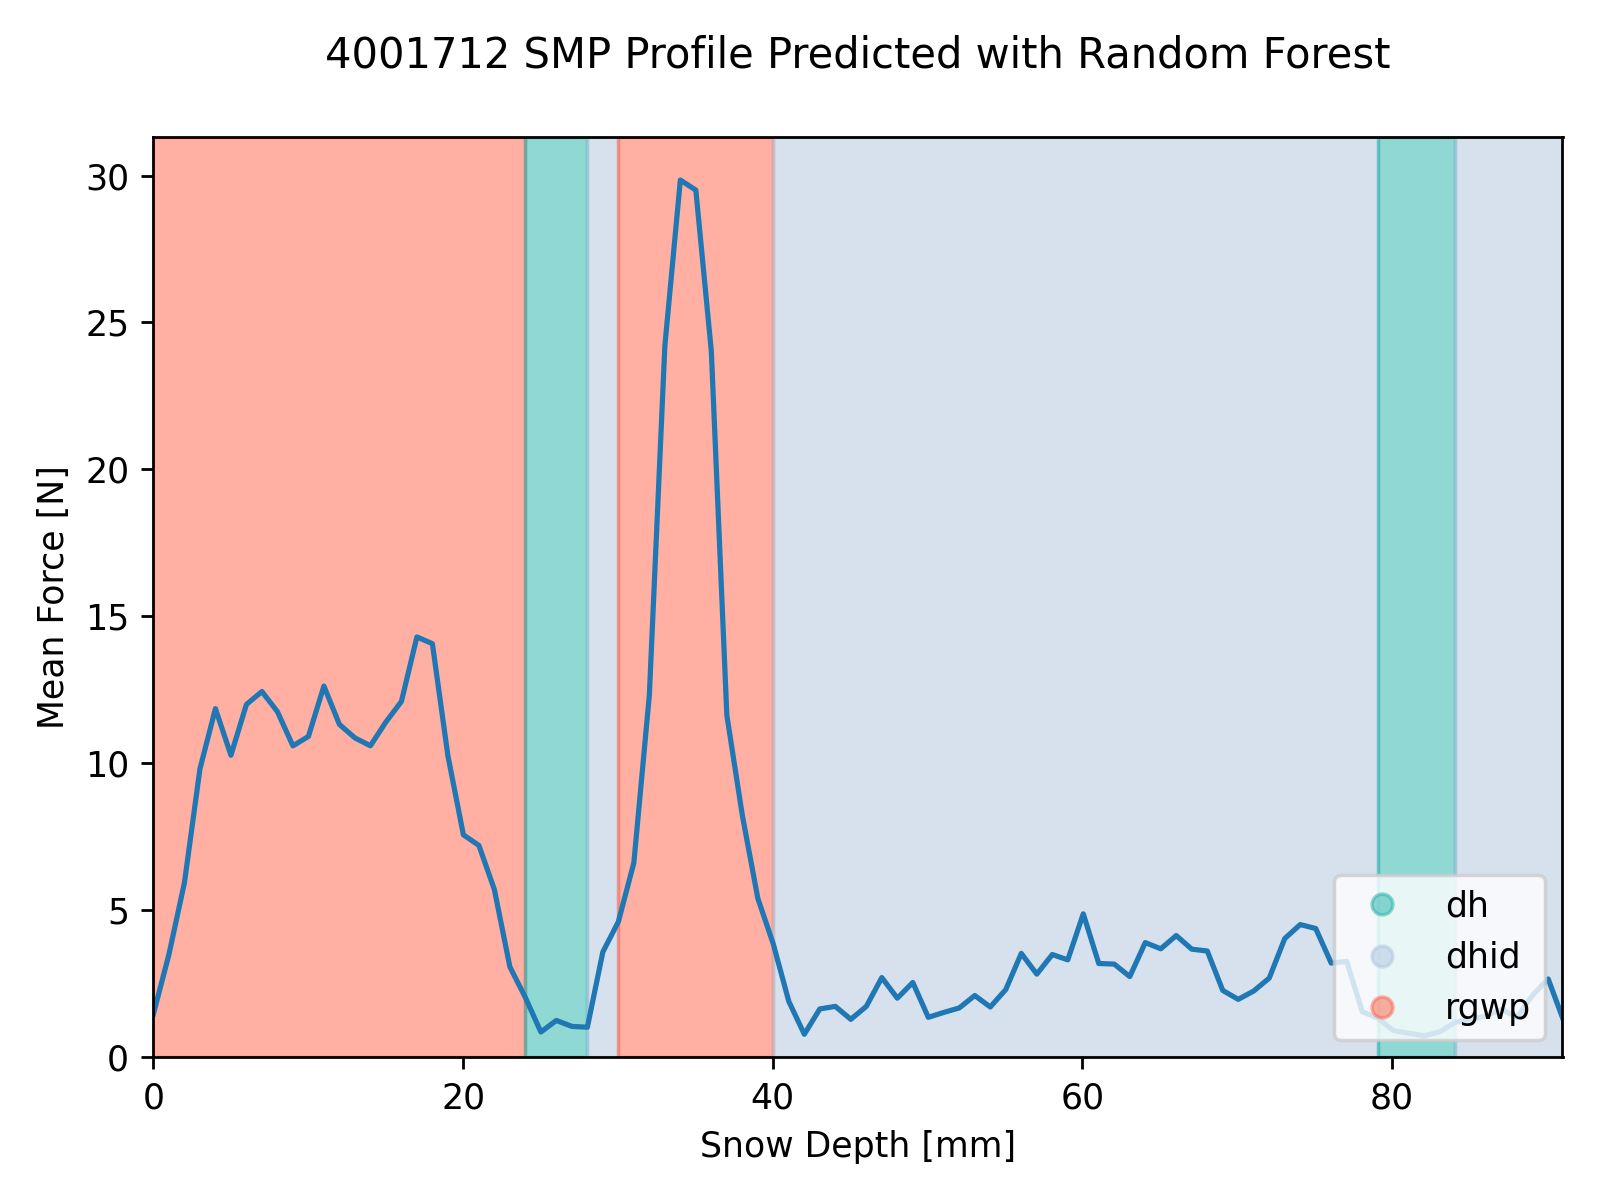 4001712 SMP Profile Predicted with Random Forest
30
25
20
15
10
5
0
Mean Force [N]
0 20 40 60 80
Snow Depth [mm]
dh
dhid
rgwp